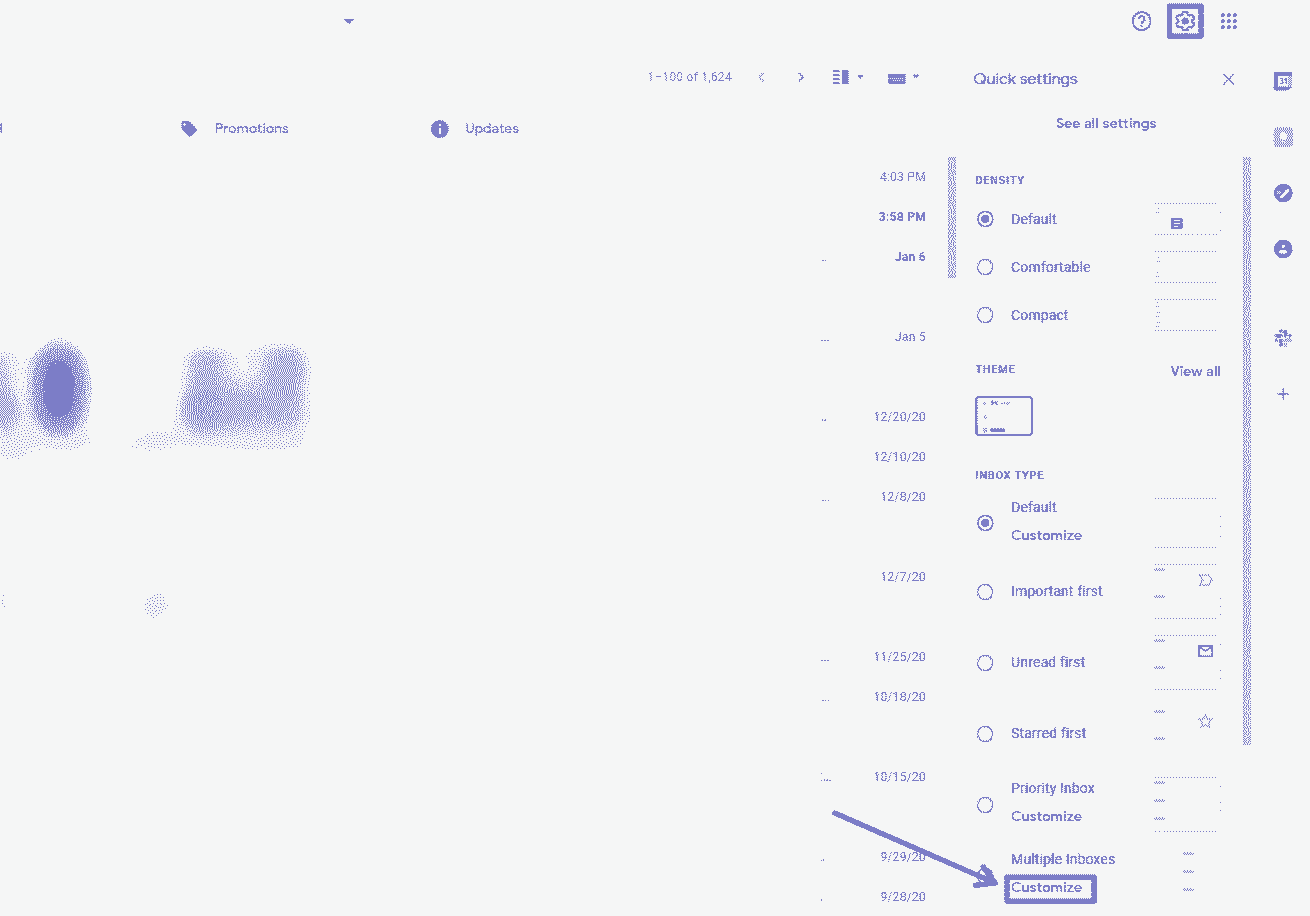 1–100 of 1,624
Quick settings
31
See all settings
Promotions
Updates
4:03 PM
3:58 PM
Jan 6
Jan 5
12/20/20
12/10/20
12/8/20
12/7/20
11/25/20
10/18/20
10/15/20
9/29/20
9/28/20
DENSITY
Default
Comfortable
Compact
THEME
View all
INBOX TYPE
Default
Customize
Important first
Unread first
Starred first
Priority Inbox
Customize
Multiple Inboxes
Customize